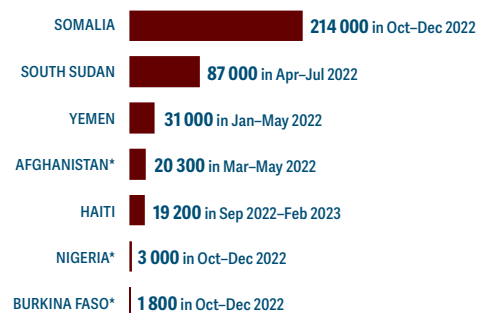 SOMALIA 214 000 in Oct–Dec 2022
SOUTH SUDAN 87 000 in Apr–Jul 2022
YEMEN 31 000 in Jan–May 2022
AFGHANISTAN* 20 300 in Mar–May 2022
HAITI 19 200 in Sep 2022–Feb 2023
NIGERIA* 3 000 in Oct–Dec 2022
BURKINA FASO* 1 800 in Oct–Dec 2022